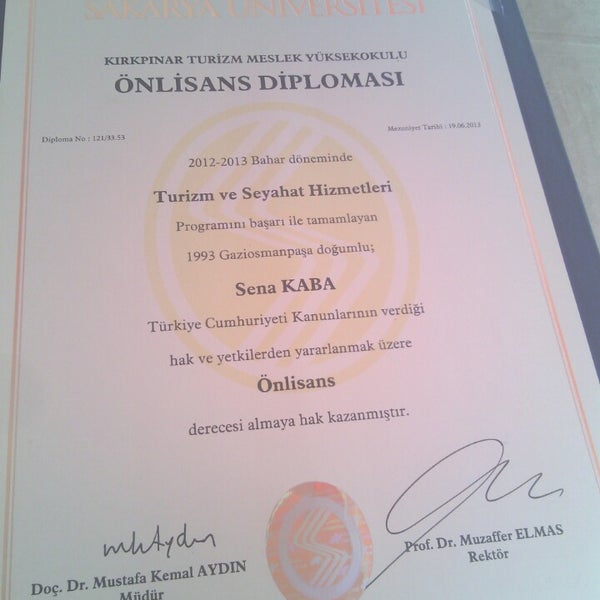 SAKARYA ÜNİVERSİTESİ
KIRKPINAR TURİZM MESLEK YÜKSEKOKULU
ÖNLİSANS DİPLOMASI
Diploma No : 121/33.53
Mezuniyet Tarihi : 19.06.2013
2012-2013 Bahar döneminde
Turizm ve Seyahat Hizmetleri
Programını başarı ile tamamlayan
1993 Gaziosmanpaşa doğumlu;
Sena KABA
Türkiye Cumhuriyeti Kanunlarının verdiği
hak ve yetkilerden yararlanmak üzere
Önlisans
derecesi almaya hak kazanmıştır.
Doç. Dr. Mustafa Kemal AYDIN
Müdür
Prof. Dr. Muzaffer ELMAS
Rektör